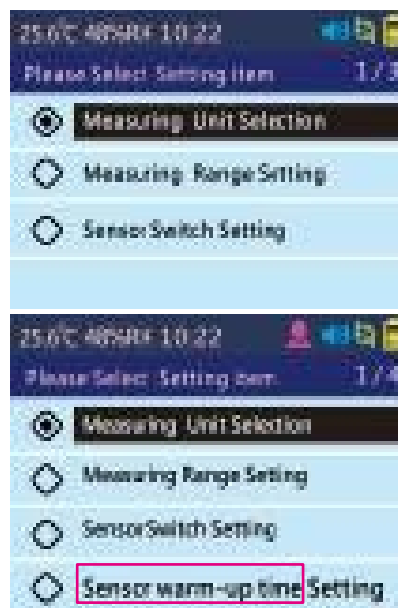 25.6℃ 48%RH 10:22
Please Select Setting item 1/3
Measuring Unit Selection
Measuring Range Setting
Sensor Switch Setting
25.6℃ 48%RH 10:22
Please Select Setting item 1/4
Measuring Unit Selection
Measuring Range Seting
Sensor Switch Setting
Sensor warm-up time Setting